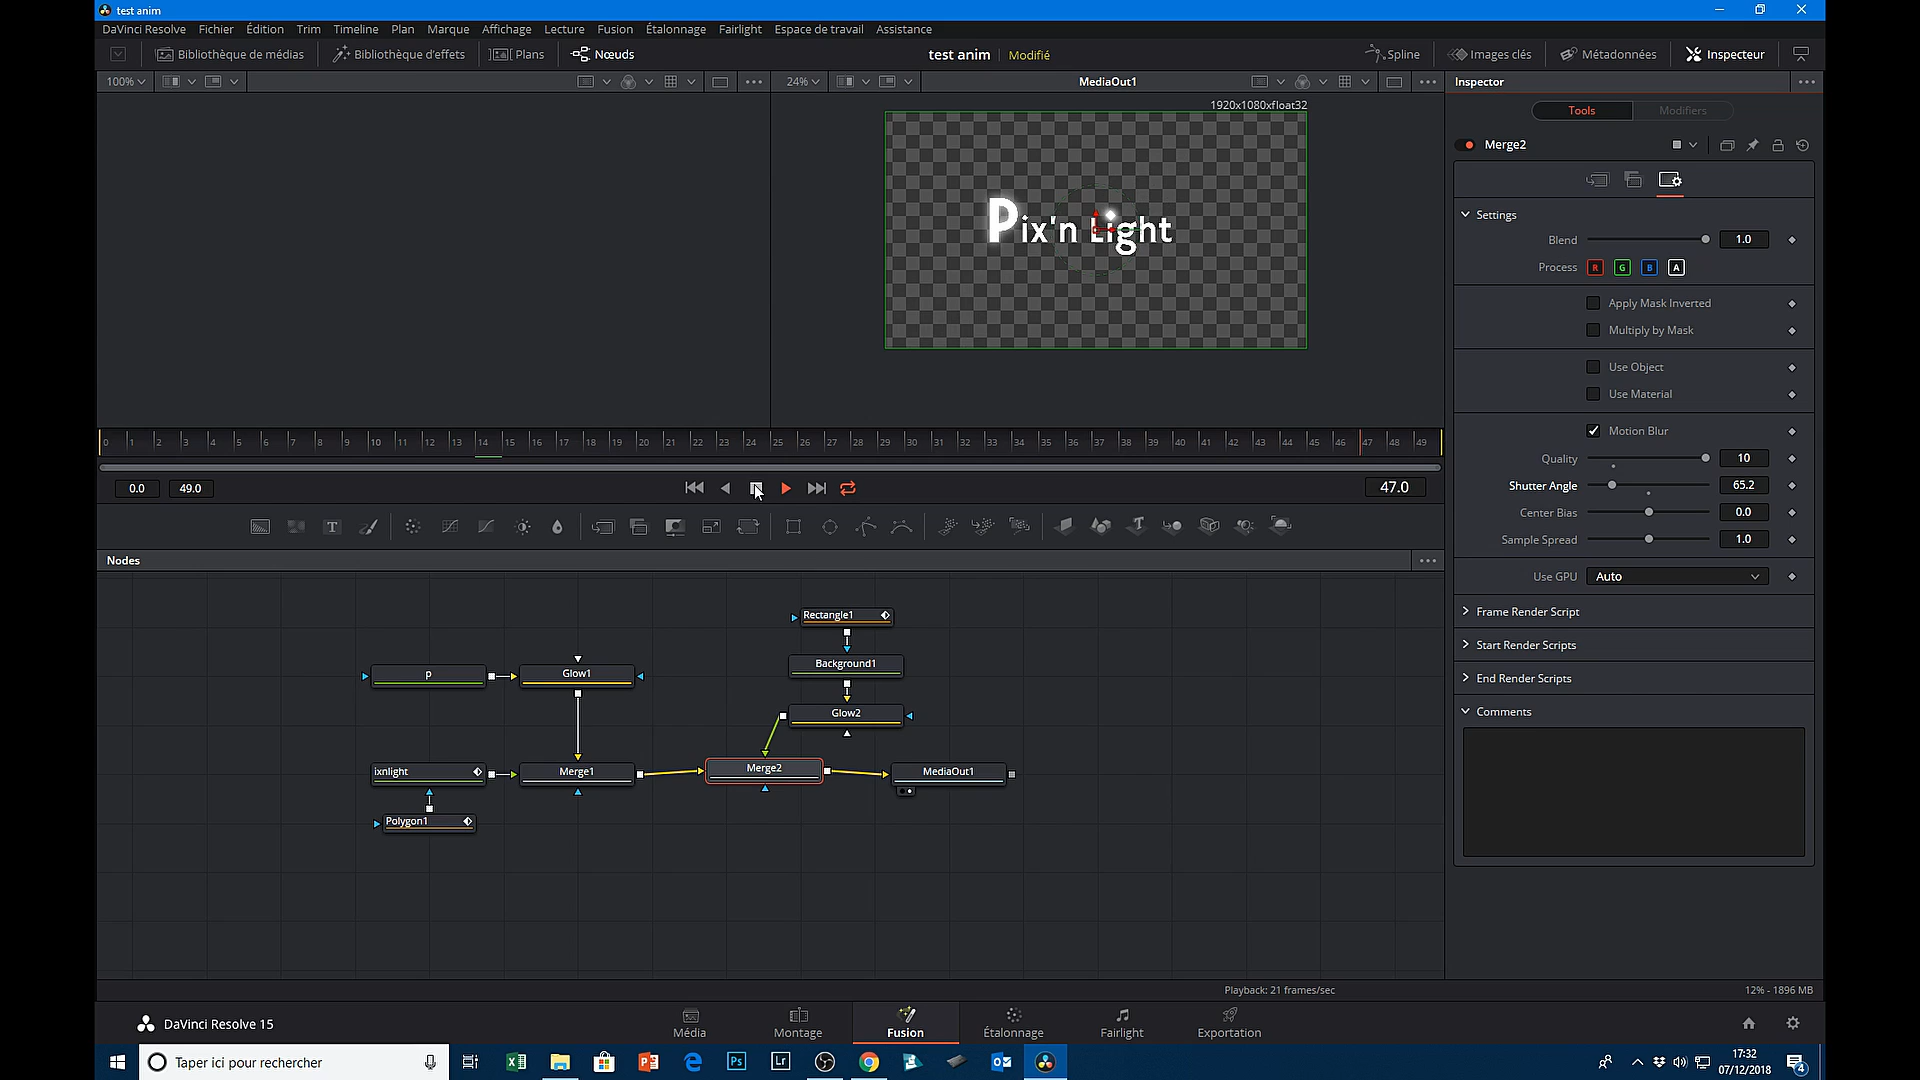 test anim
DaVinci Resolve Fichier Édition Trim Timeline Plan Marque Affichage Lecture Fusion Étalonnage Fairlight Espace de travail Assistance
Bibliothèque de médias Bibliothèque d'effets Plans Nœuds test anim Modifié Spline Images clés Métadonnées Inspecteur
100% 24% MediaOut1 Inspector
1920x1080xfloat32
Tools Modifiers
Merge2
Pix'n Light
Settings
Blend 1.0
Process R G B A
Apply Mask Inverted
Multiply by Mask
Use Object
Use Material
Motion Blur
Quality 10
Shutter Angle 65.2
Center Bias 0.0
Sample Spread 1.0
Use GPU Auto
Frame Render Script
Start Render Scripts
End Render Scripts
Comments
0 1 2 3 4 5 6 7 8 9 10 11 12 13 14 15 16 17 18 19 20 21 22 23 24 25 26 27 28 29 30 31 32 33 34 35 36 37 38 39 40 41 42 43 44 45 46 47 48 49
0.0 49.0 47.0
T
Nodes
Rectangle1
Background1
p Glow1
Glow2
ixnlight Merge1 Merge2 MediaOut1
Polygon1
Playback: 21 frames/sec 12% - 1896 MB
DaVinci Resolve 15 Média Montage Fusion Étalonnage Fairlight Exportation
Taper ici pour rechercher Ps Lr 17:32
07/12/2018 4